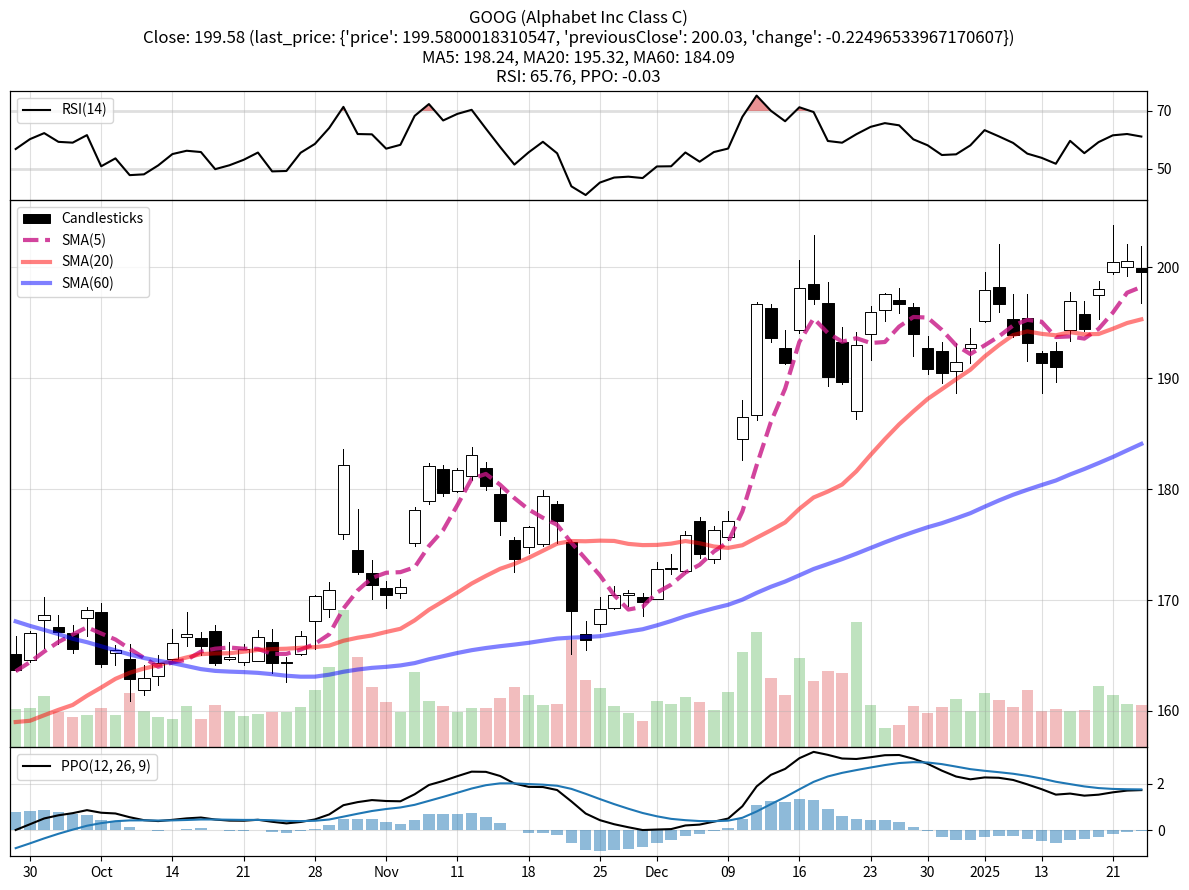 GOOG (Alphabet Inc Class C)
Close: 199.58 (last_price: {'price': 199.5800018310547, 'previousClose': 200.03, 'change': -0.22496533967170607})
MA5: 198.24, MA20: 195.32, MA60: 184.09
RSI: 65.76, PPO: -0.03
RSI(14)
70
50
Candlesticks
SMA(5)
SMA(20)
SMA(60)
200
190
180
170
160
PPO(12, 26, 9)
2
0
30 Oct 14 21 28 Nov 11 18 25 Dec 09 16 23 30 2025 13 21